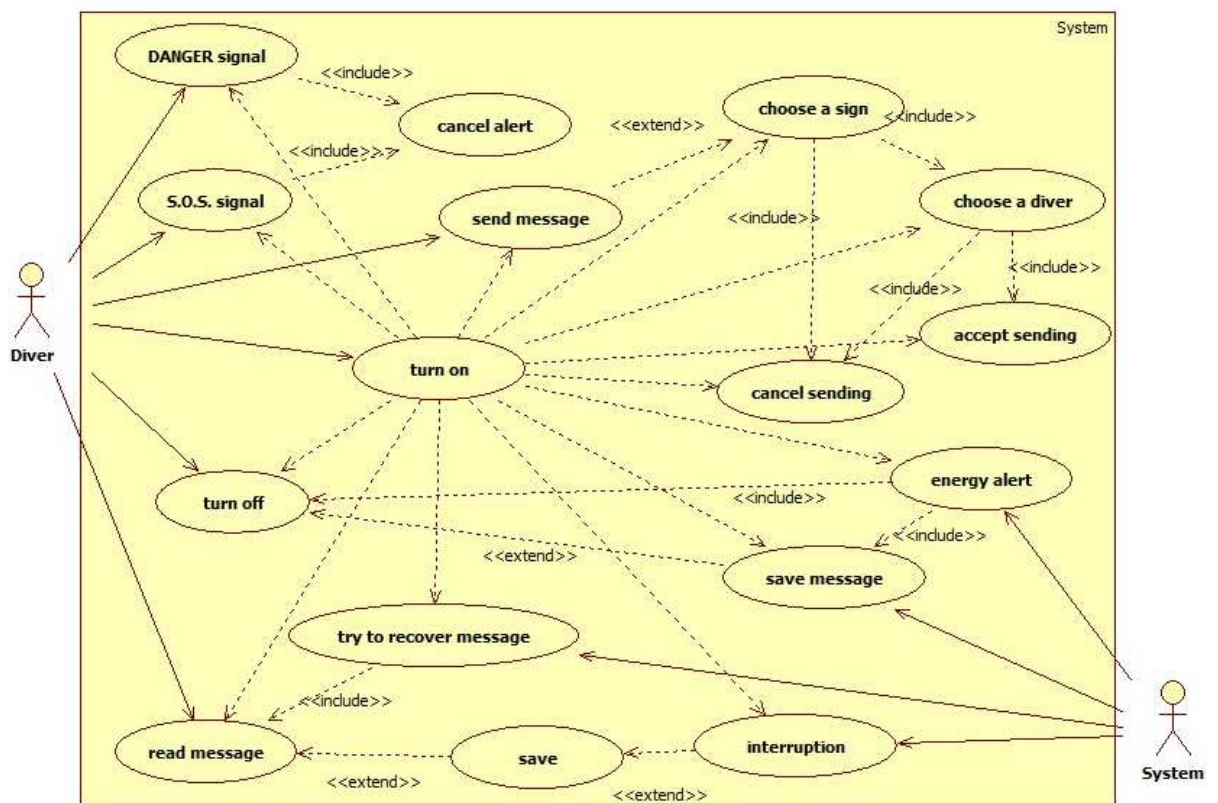 System
DANGER signal
<<include>>
cancel alert
<<include>>
S.O.S. signal
send message
<<extend>>
choose a sign
<<include>>
choose a diver
<<include>>
<<include>>
<<include>>
accept sending
Diver
turn on
cancel sending
turn off
energy alert
<<include>>
<<include>>
<<extend>>
save message
try to recover message
<<include>>
read message
save
interruption
<<extend>>
<<extend>>
System